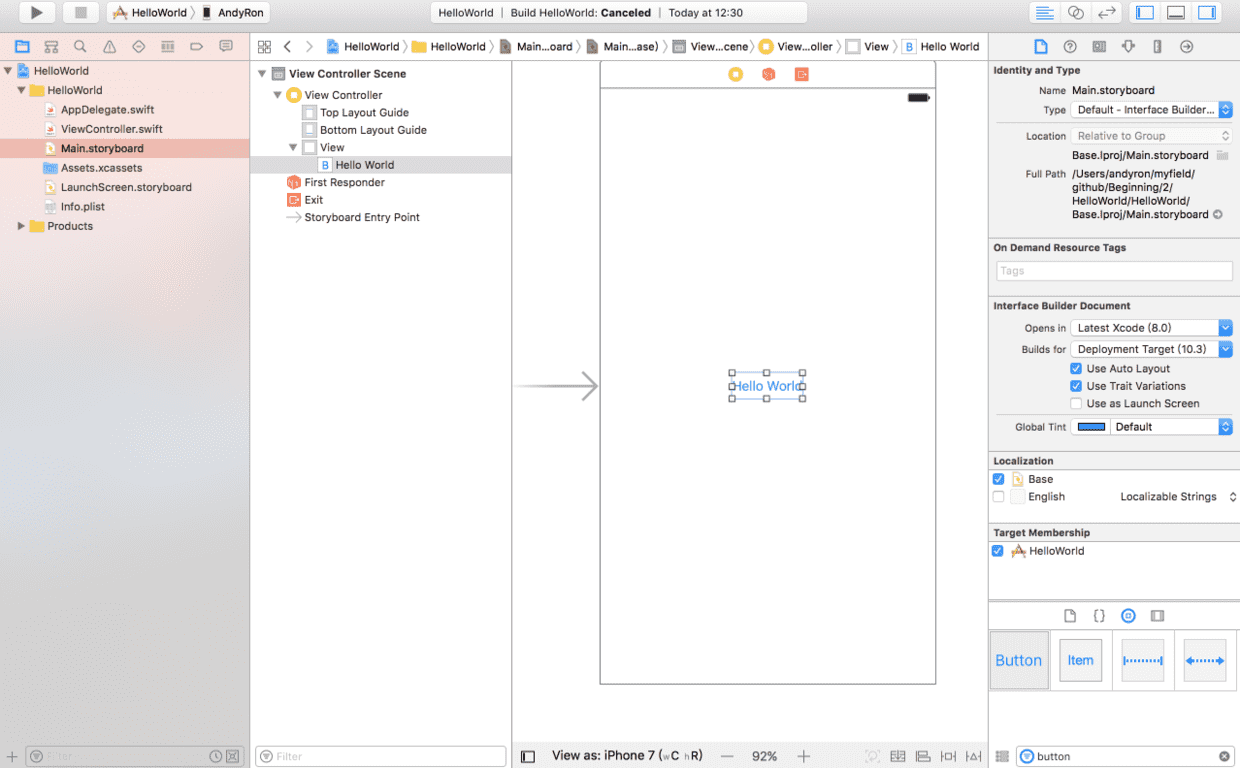 HelloWorld AndyRon
HelloWorld Build HelloWorld: Canceled Today at 12:30
HelloWorld
HelloWorld
AppDelegate.swift
ViewController.swift
Main.storyboard
Assets.xcassets
LaunchScreen.storyboard
Info.plist
Products
Filter
HelloWorld HelloWorld Main...oard Main...ase) View...cene View...oller View B Hello World
View Controller Scene
View Controller
Top Layout Guide
Bottom Layout Guide
View
B Hello World
First Responder
Exit
Storyboard Entry Point
Filter
Hello World
View as: iPhone 7 (wC hR) 92%
Identity and Type
Name Main.storyboard
Type Default - Interface Builder...
Location Relative to Group
Base.lproj/Main.storyboard
Full Path /Users/andyron/myfield/
github/Beginning/2/
HelloWorld/HelloWorld/
Base.lproj/Main.storyboard
On Demand Resource Tags
Tags
Interface Builder Document
Opens in Latest Xcode (8.0)
Builds for Deployment Target (10.3)
Use Auto Layout
Use Trait Variations
Use as Launch Screen
Global Tint Default
Localization
Base
English Localizable Strings
Target Membership
HelloWorld
{}
Button Item
button